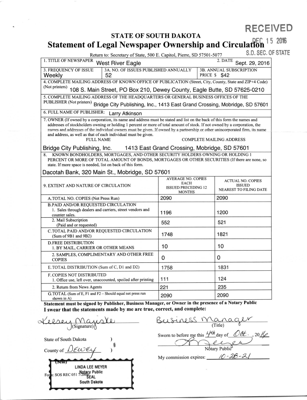 RECEIVED
DEC 15 2016
S.D. SEC. OF STATE
STATE OF SOUTH DAKOTA
Statement of Legal Newspaper Ownership and Circulation
Return to: Secretary of State, 500 E. Capitol, Pierre, SD 57501-5077
1. TITLE OF NEWSPAPER West River Eagle
2. DATE Sept. 29, 2016
3. FREQUENCY OF ISSUE Weekly
3A. NO. OF ISSUES PUBLISHED ANNUALLY 52
3B. ANNUAL SUBSCRIPTION PRICE $ $42
4. COMPLETE MAILING ADDRESS OF KNOWN OFFICE OF PUBLICATION (Street, City, County, State and ZIP+4 Code)
(Not printers) 108 S. Main Street, PO Box 210, Dewey County, Eagle Butte, SD 57625-0210
5. COMPLETE MAILING ADDRESS OF THE HEADQUARTERS OR GENERAL BUSINESS OFFICES OF THE
PUBLISHER (Not printer) Bridge City Publishing, Inc., 1413 East Grand Crossing, Mobridge, SD 57601
6. FULL NAME OF PUBLISHER: Larry Atkinson
7. OWNER (If owned by a corporation, its name and address must be stated and list on the back of this form the names and
addresses of stockholders owning or holding 1 percent or more of total amount of stock. If not owned by a corporation, the
names and addresses of the individual owners must be given. If owned by a partnership or other unincorporated firm, its name
and address, as well as that of each individual must be given.
FULL NAME COMPLETE MAILING ADDRESS
Bridge City Publishing, Inc. 1413 East Grand Crossing, Mobridge, SD 57601
8. KNOWN BONDHOLDERS, MORTGAGEES, AND OTHER SECURITY HOLDERS OWNING OR HOLDING 1
PERCENT OR MORE TOTAL AMOUNT OF BONDS, MORTGAGES OR OTHER SECURITIES (If there are none, so
state. If more space is needed, list on back of this form.
Dacotah Bank, 320 Main St., Mobridge, SD 57601
9. EXTENT AND NATURE OF CIRCULATION
AVERAGE NO. COPIES EACH ISSUED PRECEDING 12 MONTHS
ACTUAL NO. COPIES ISSUED NEAREST TO FILING DATE
A. TOTAL NO. COPIES (Net Press Run) 2090 2090
B. PAID AND/OR REQUESTED CIRCULATION
1. Sales through dealers and carriers, street vendors and counter sales. 1196 1200
2. Mail Subscription (Paid and or requested) 552 521
C. TOTAL PAID AND/OR REQUESTED CIRCULATION (Sum of 9B1 and 9B2) 1748 1821
D. FREE DISTRIBUTION
1. BY MAIL, CARRIER OR OTHER MEANS 10 10
2. SAMPLES, COMPLIMENTARY AND OTHER FREE COPIES 0 0
E. TOTAL DISTRIBUTION (Sum of C, D1 and D2) 1758 1831
F. COPIES NOT DISTRIBUTED
1. Office use, left over, unaccounted, spoiled after printing 111 124
2. Return from News Agents 221 235
G. TOTAL (Sum of E, F1 and F2 - Should equal net press run shown in A) 2090 2090
Statement must be signed by Publisher, Business Manager, or Owner in the presence of a Notary Public
I swear that the statements made by me are true, correct, and complete:
Business Manager
(Signature) (Title)
State of South Dakota )
County of Dewey )
Sworn to before me this day of Dec. 2016
Notary Public
My commission expires: 10-28-21
LINDA LEE MEYER
Notary Public
SEAL
South Dakota